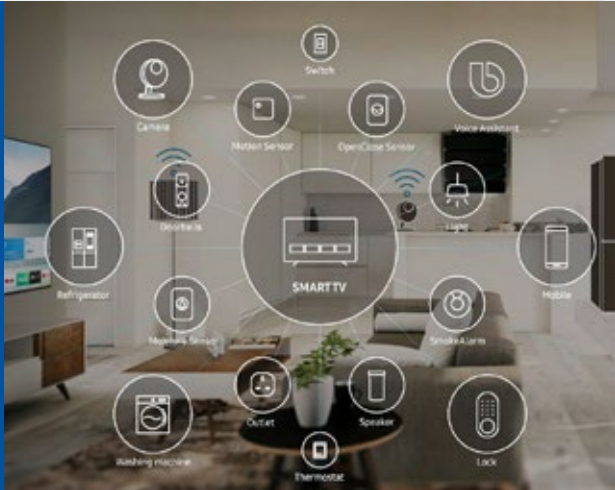 Switch
Camera
Motion Sensor
Open Close Sensor
Voice Assistant
Doorbells
Light
Refrigerator
SMART TV
Mobile
Moisture Sensor
Smoke Alarm
Washing machine
Outlet
Speaker
Lock
Thermostat